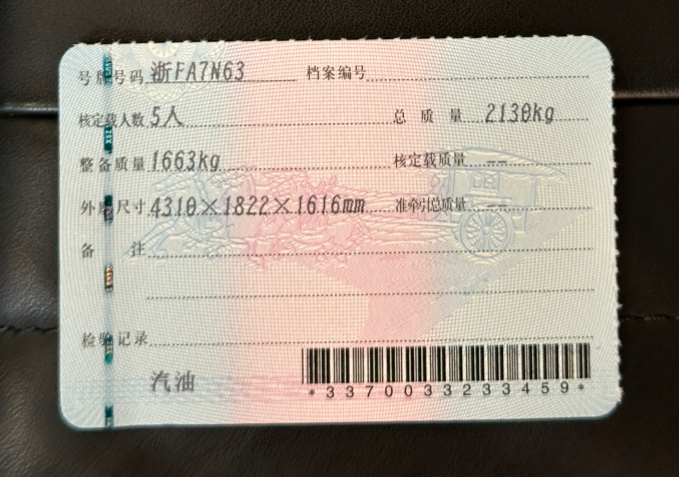 号牌号码 浙FA7N63 档案编号
核定载人数 5人 总质量 2130kg
整备质量 1663kg 核定载质量 --
外廓尺寸 4310×1822×1616mm 准牵引总质量 --
备注
检验记录
汽油
*3370033233459*